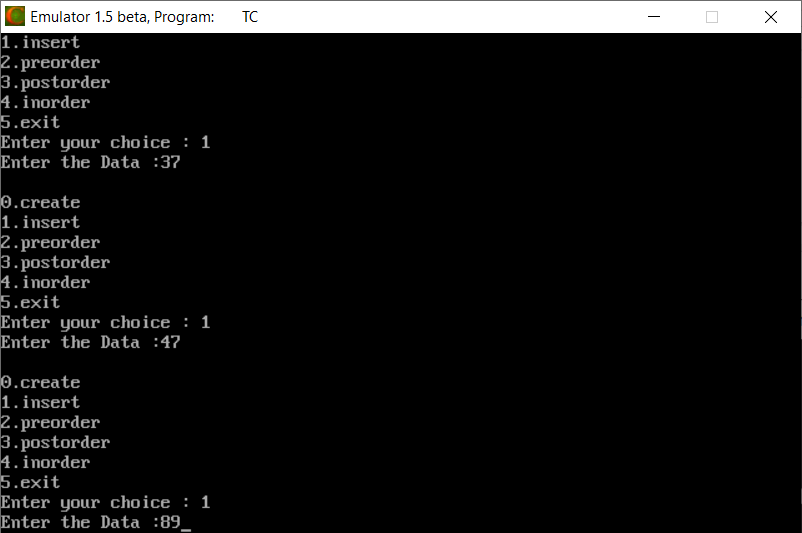 Emulator 1.5 beta, Program: TC
1.insert
2.preorder
3.postorder
4.inorder
5.exit
Enter your choice : 1
Enter the Data :37
0.create
1.insert
2.preorder
3.postorder
4.inorder
5.exit
Enter your choice : 1
Enter the Data :47
0.create
1.insert
2.preorder
3.postorder
4.inorder
5.exit
Enter your choice : 1
Enter the Data :89_